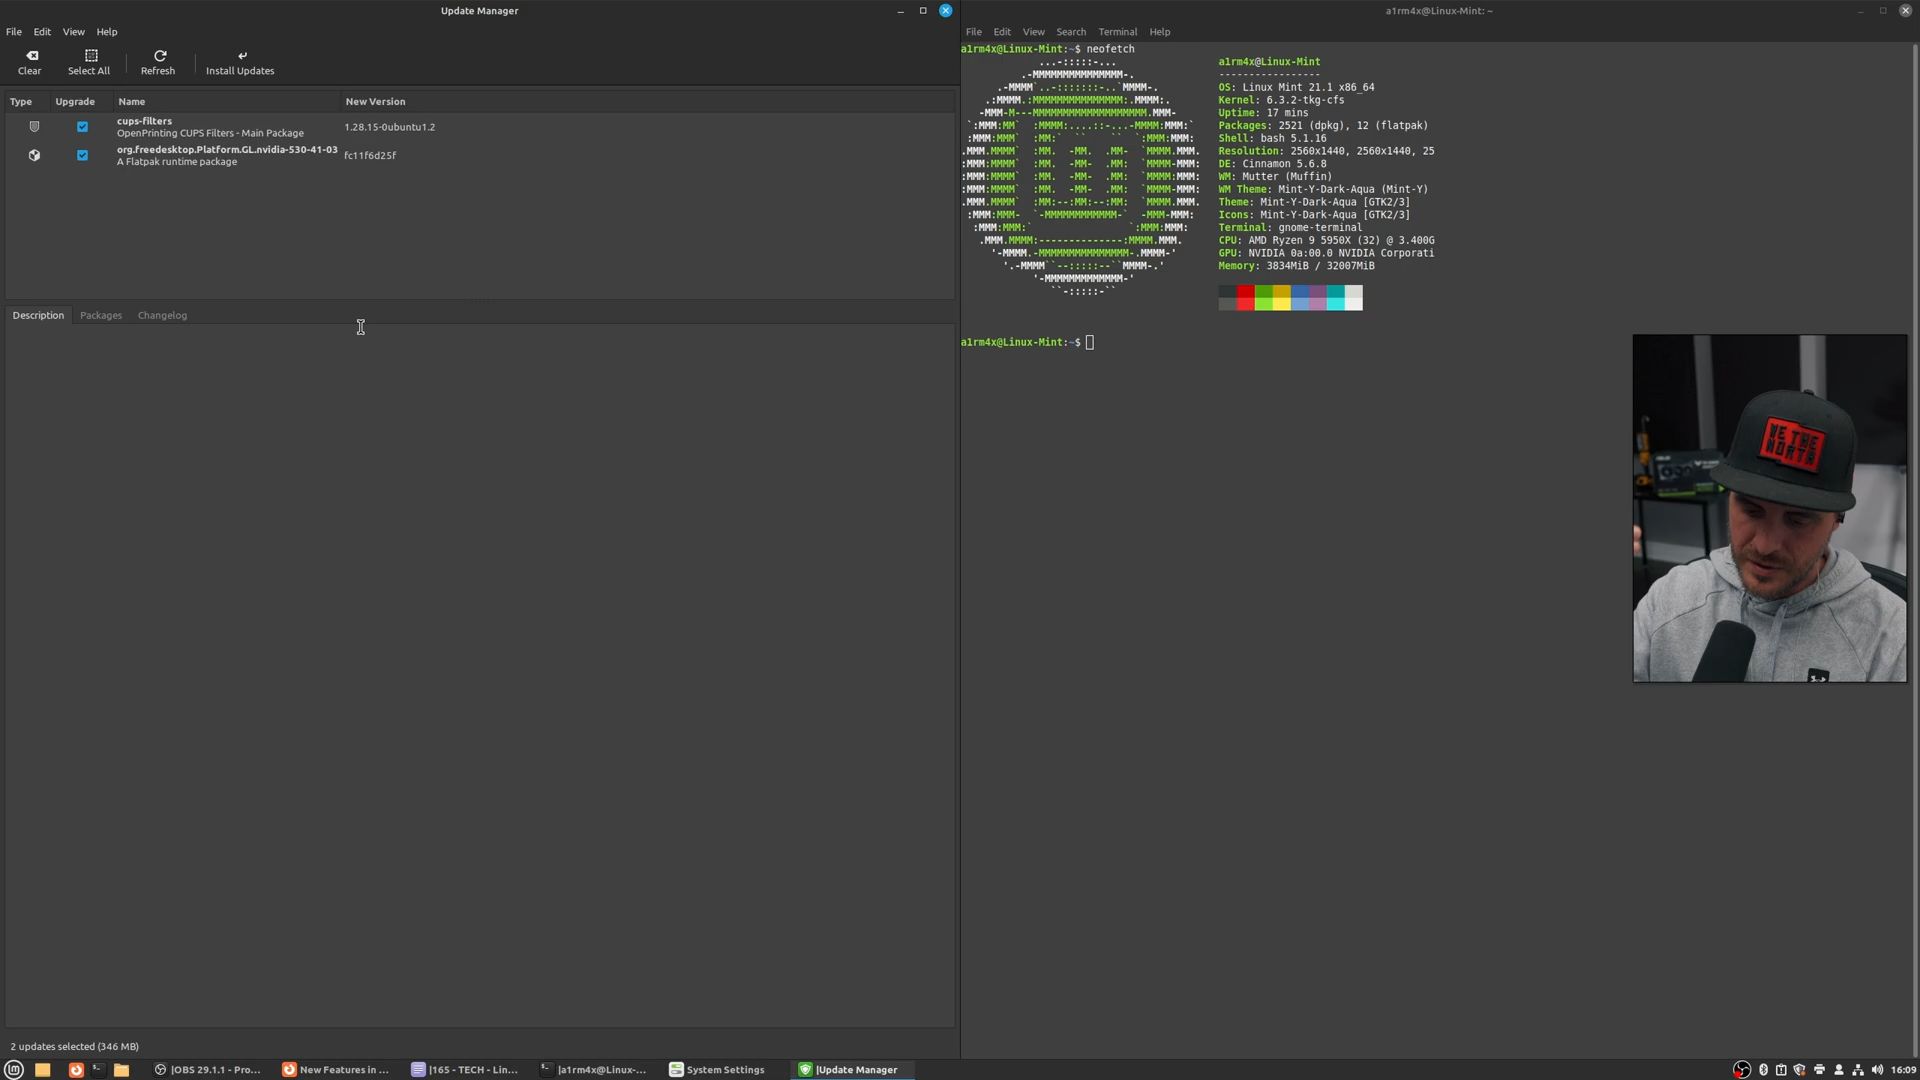 Update Manager
File Edit View Help
Clear Select All Refresh Install Updates
Type Upgrade Name New Version
cups-filters
OpenPrinting CUPS Filters - Main Package
1.28.15-0ubuntu1.2
org.freedesktop.Platform.GL.nvidia-530-41-03
A Flatpak runtime package
fc11f6d25f
Description Packages Changelog
2 updates selected (346 MB)
a1rm4x@Linux-Mint: ~
File Edit View Search Terminal Help
a1rm4x@Linux-Mint:~$ neofetch
a1rm4x@Linux-Mint
-----------------
OS: Linux Mint 21.1 x86_64
Kernel: 6.3.2-tkg-cfs
Uptime: 17 mins
Packages: 2521 (dpkg), 12 (flatpak)
Shell: bash 5.1.16
Resolution: 2560x1440, 2560x1440, 25
DE: Cinnamon 5.6.8
WM: Mutter (Muffin)
WM Theme: Mint-Y-Dark-Aqua (Mint-Y)
Theme: Mint-Y-Dark-Aqua [GTK2/3]
Icons: Mint-Y-Dark-Aqua [GTK2/3]
Terminal: gnome-terminal
CPU: AMD Ryzen 9 5950X (32) @ 3.400G
GPU: NVIDIA 0a:00.0 NVIDIA Corporati
Memory: 3834MiB / 32007MiB
a1rm4x@Linux-Mint:~$
WE THE
NORTH
|OBS 29.1.1 - Pro... New Features in ... |165 - TECH - Lin... |a1rm4x@Linux-... System Settings |Update Manager 16:09